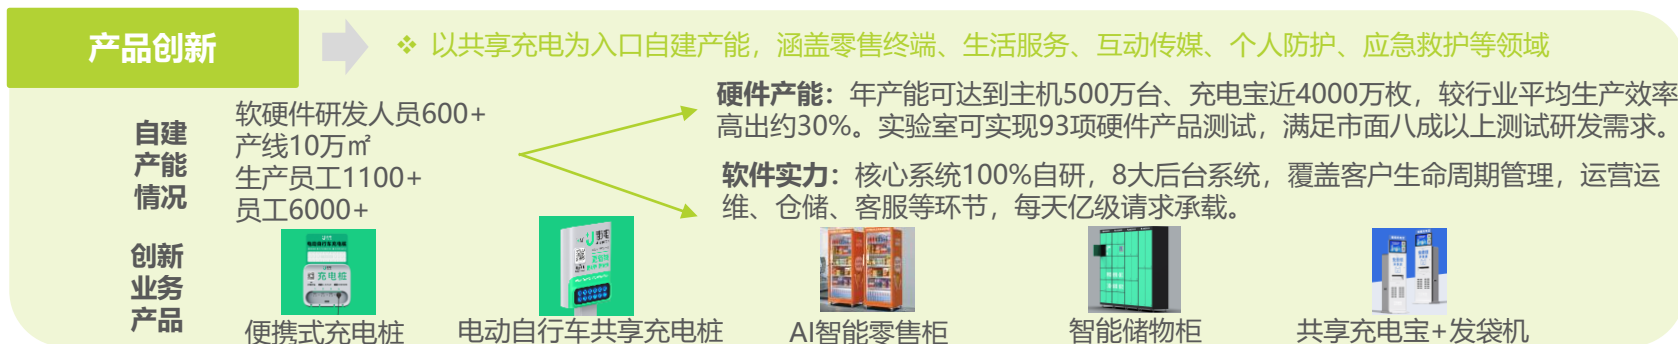 产品创新
❖ 以共享充电为入口自建产能，涵盖零售终端、生活服务、互动传媒、个人防护、应急救护等领域
自建
产能
情况
软硬件研发人员600+
产线10万㎡
生产员工1100+
员工6000+
硬件产能：年产能可达到主机500万台、充电宝近4000万枚，较行业平均生产效率
高出约30%。实验室可实现93项硬件产品测试，满足市面八成以上测试研发需求。
软件实力：核心系统100%自研，8大后台系统，覆盖客户生命周期管理，运营运
维、仓储、客服等环节，每天亿级请求承载。
创新
业务
产品
充电桩
便携式充电桩
电动自行车共享充电桩
AI智能零售柜
智能储物柜
共享充电宝+发袋机